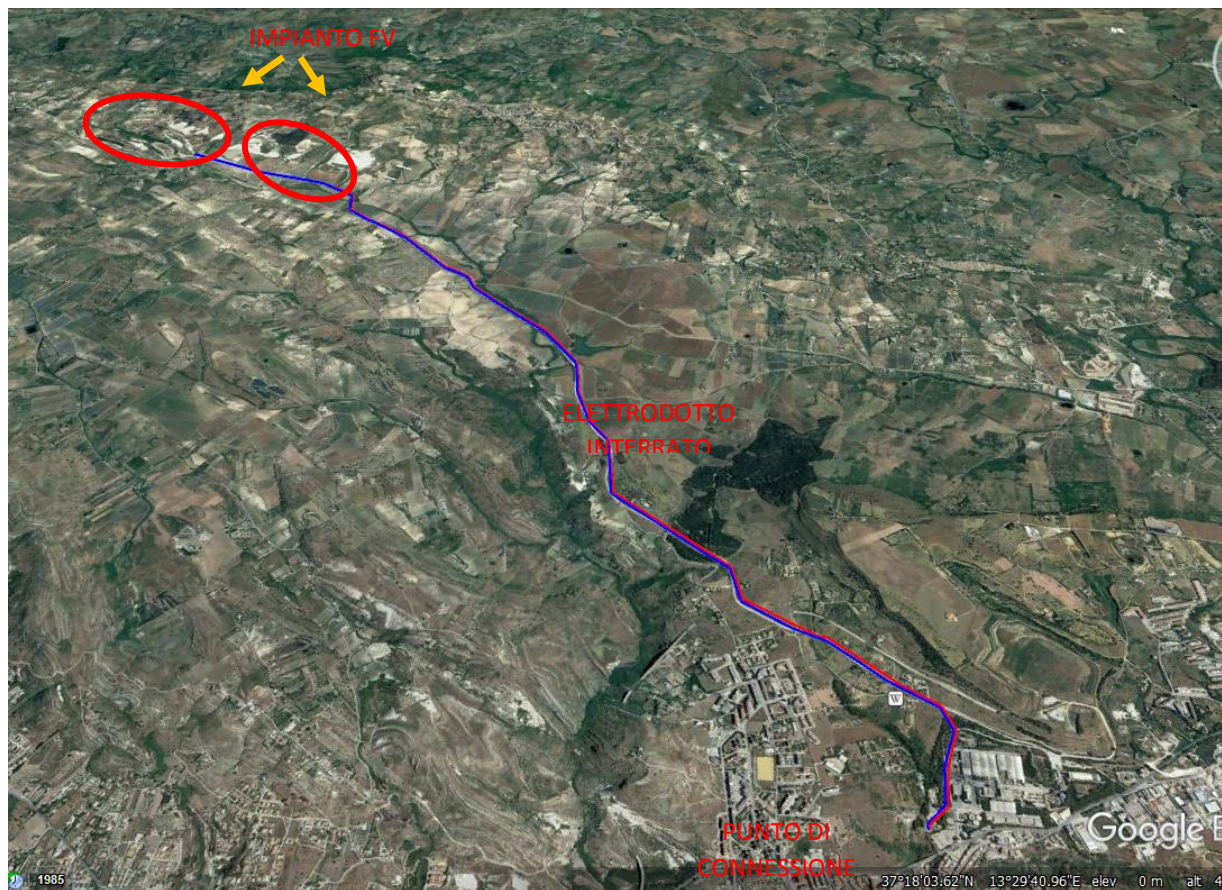 IMPIANTO FV
ELETTRODOTTO
INTERRATO
W
PUNTO DI
CONNESSIONE
Google E
1985
37°18'03.62"N 13°29'40.96"E elev 0 m alt 4